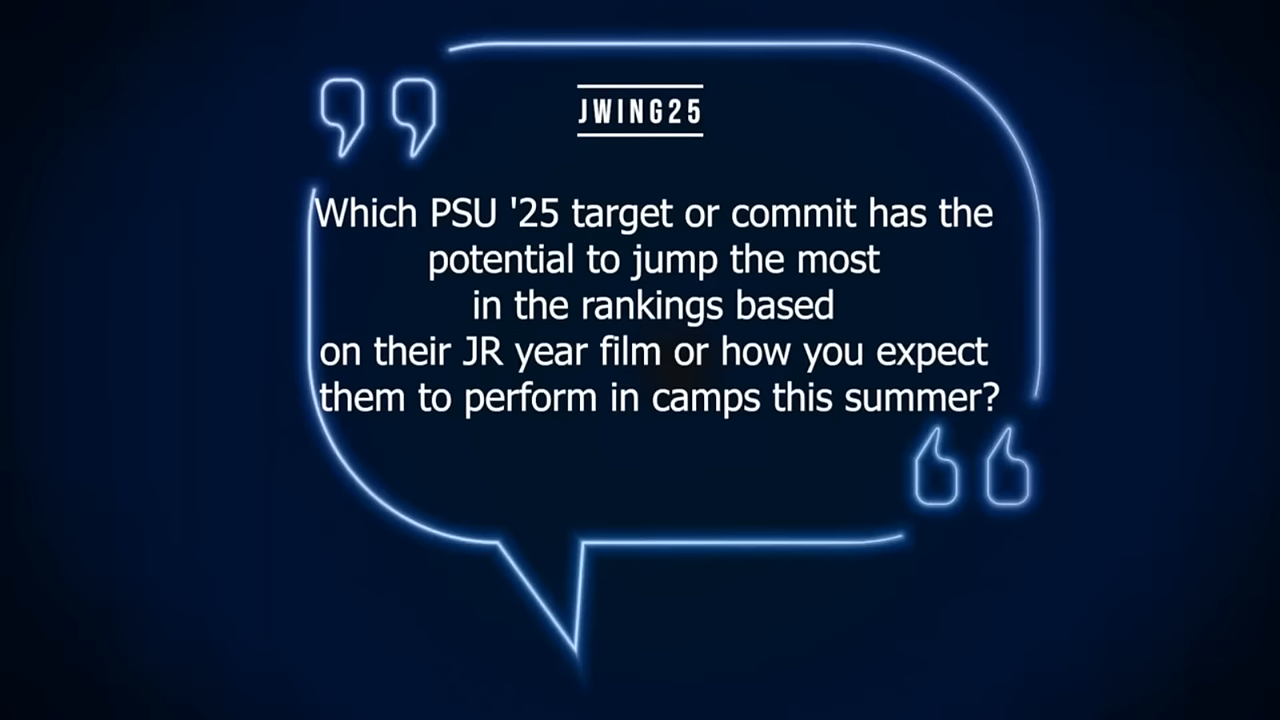 JWING25
Which PSU '25 target or commit has the
potential to jump the most
in the rankings based
on their JR year film or how you expect
them to perform in camps this summer?